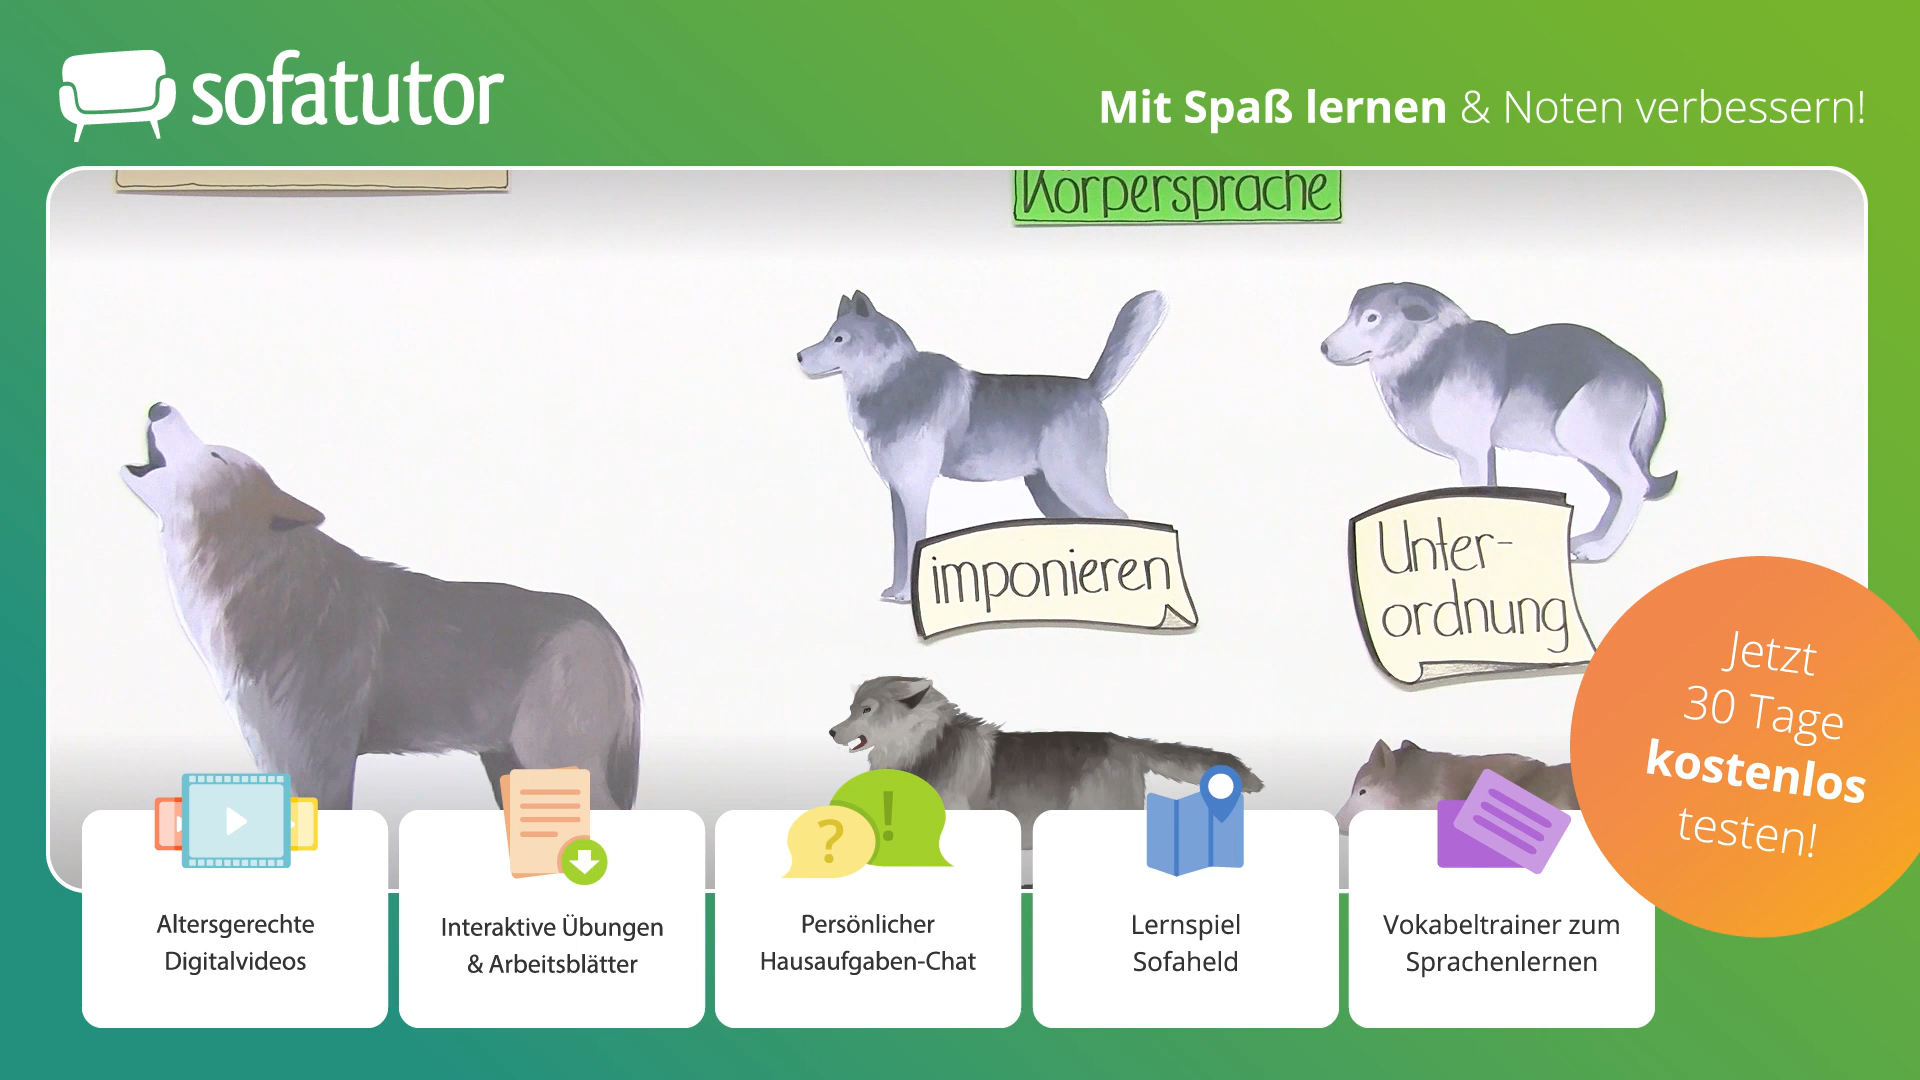 sofatutor
Mit Spaß lernen & Noten verbessern!
Körpersprache
imponieren
Unter-
ordnung
Jetzt
30 Tage
kostenlos
testen!
?
!
Altersgerechte
Digitalvideos
Interaktive Übungen
& Arbeitsblätter
Persönlicher
Hausaufgaben-Chat
Lernspiel
Sofaheld
Vokabeltrainer zum
Sprachenlernen